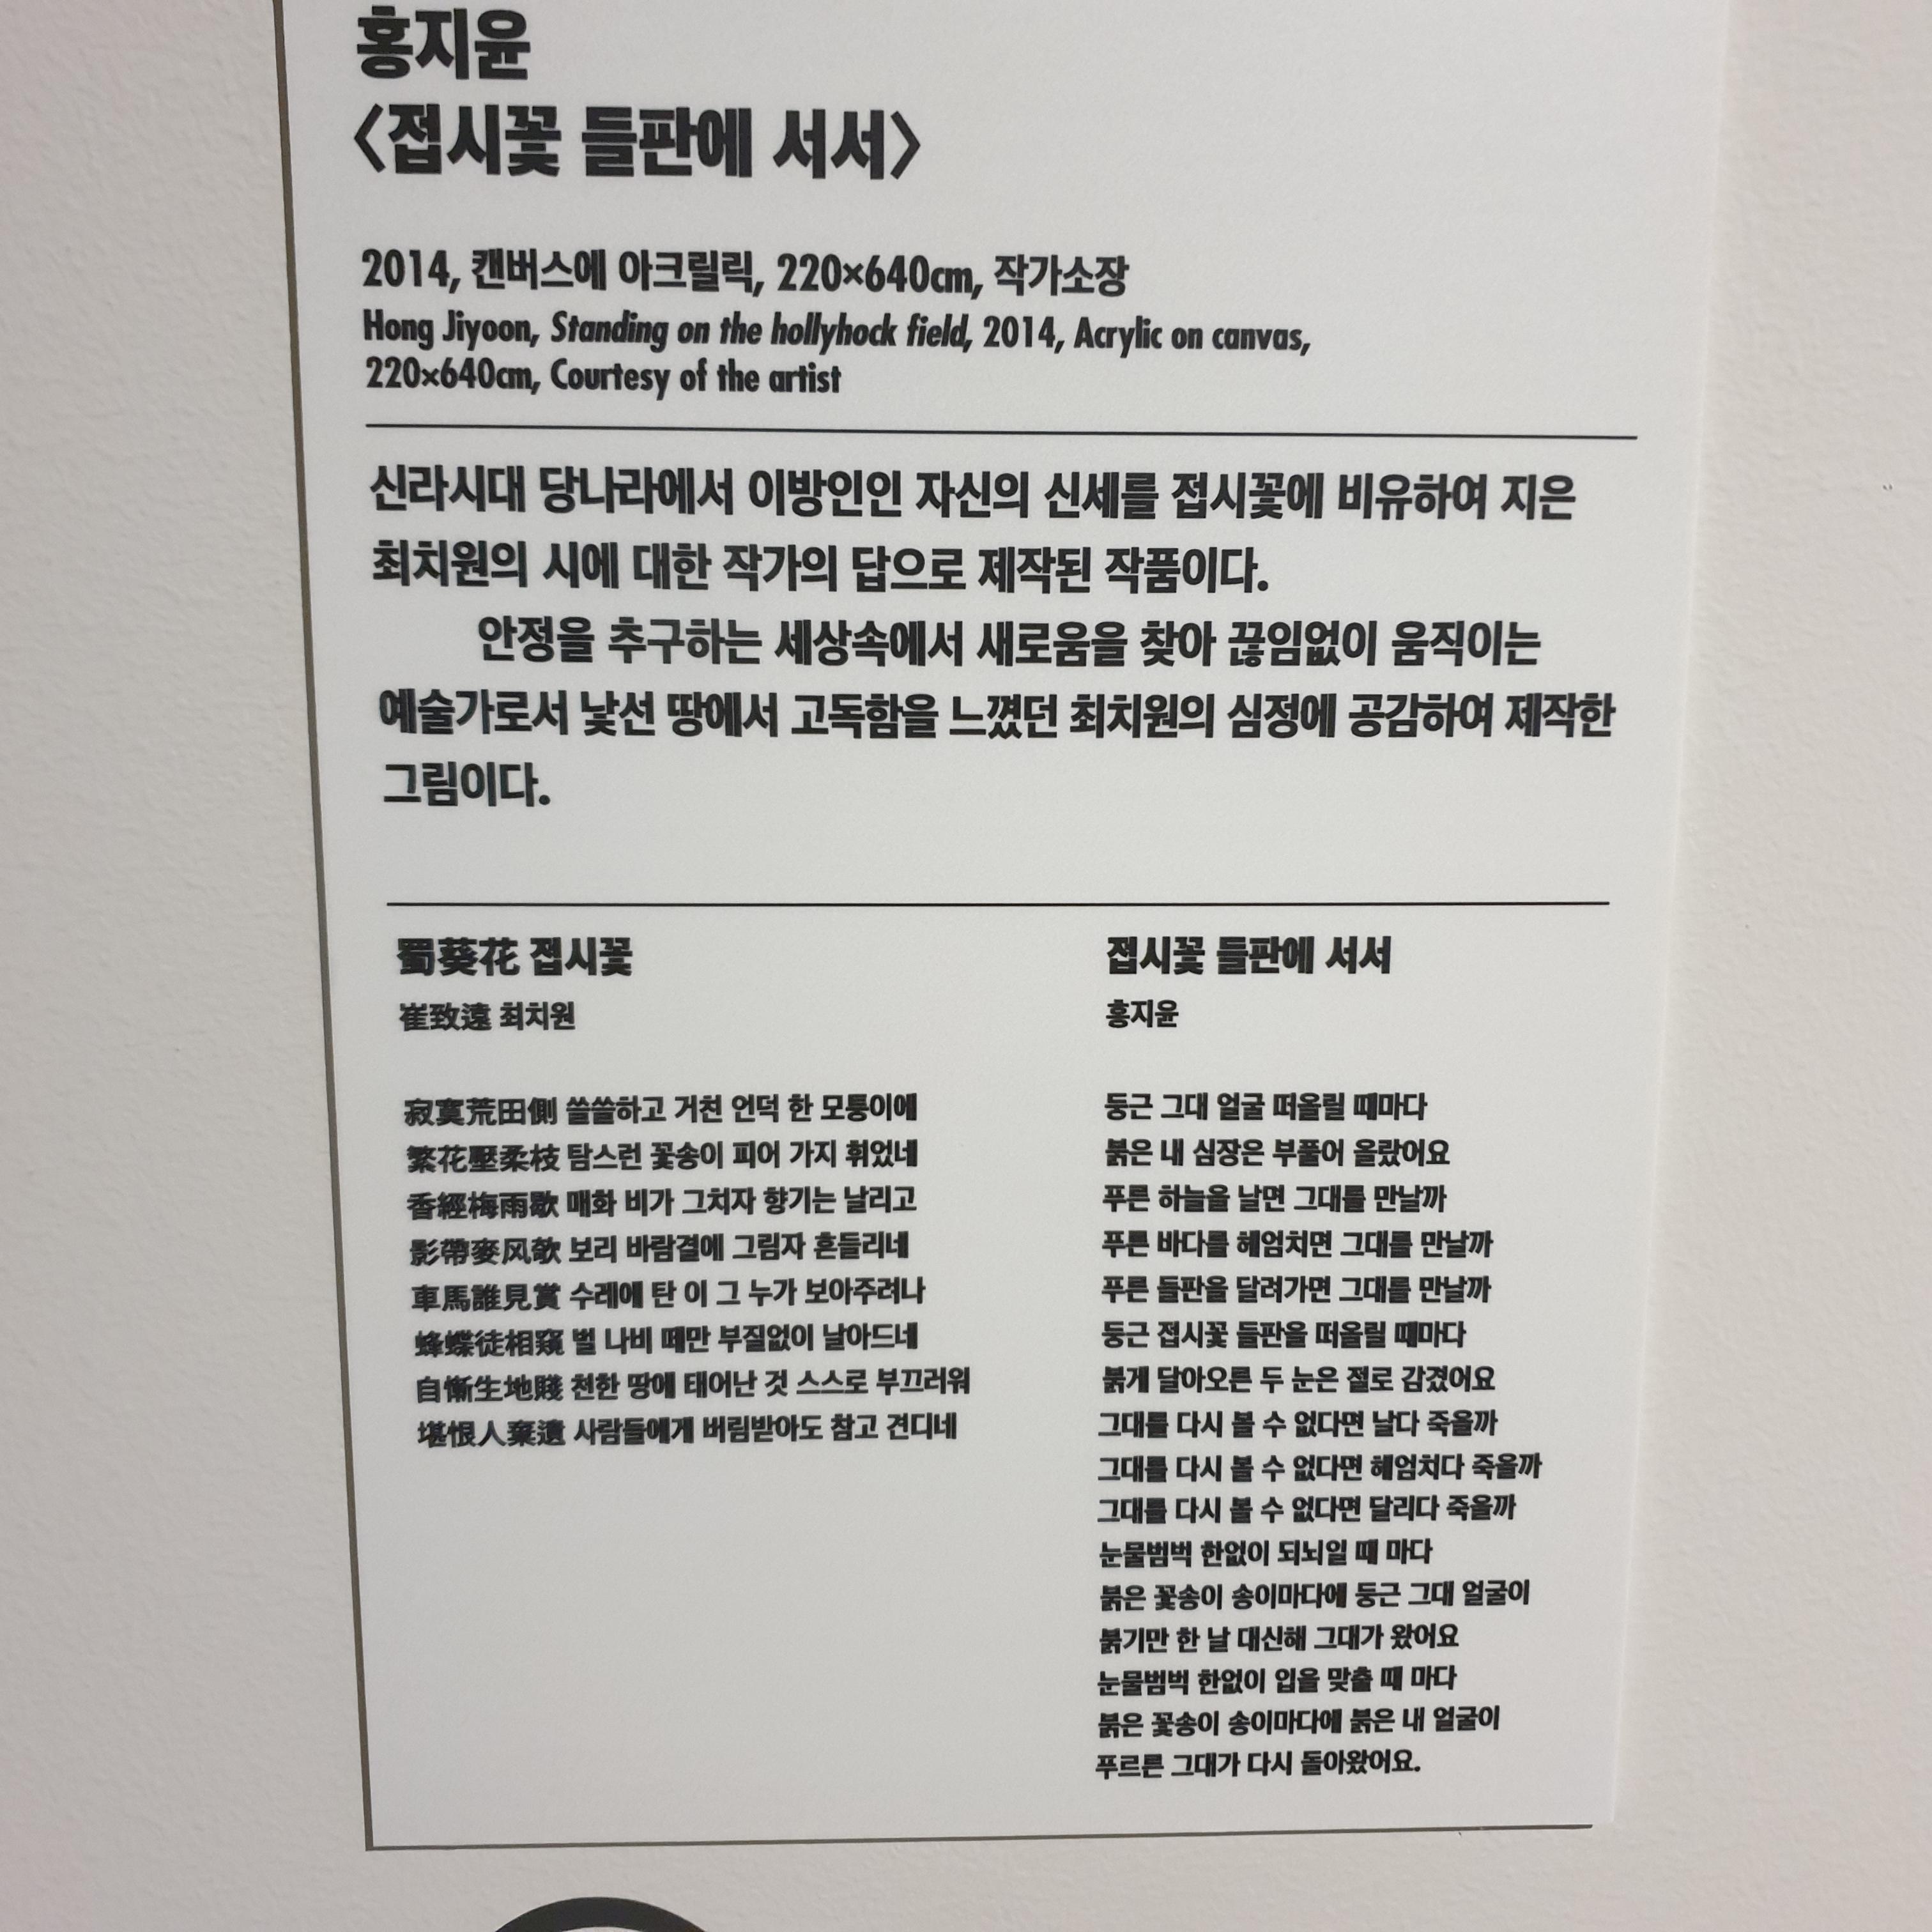 홍지윤
〈접시꽃 들판에 서서〉
2014, 캔버스에 아크릴릭, 220×640cm, 작가소장
Hong Jiyoon, Standing on the hollyhock field, 2014, Acrylic on canvas,
220×640cm, Courtesy of the artist
신라시대 당나라에서 이방인인 자신의 신세를 접시꽃에 비유하여 지은
최치원의 시에 대한 작가의 답으로 제작된 작품이다.
안정을 추구하는 세상속에서 새로움을 찾아 끊임없이 움직이는
예술가로서 낯선 땅에서 고독함을 느꼈던 최치원의 심정에 공감하여 제작한
그림이다.
蜀葵花 접시꽃
崔致遠 최치원
寂寞荒田側 쓸쓸하고 거천 언덕 한 모퉁이에
繁花壓柔枝 탐스런 꽃송이 피어 가지 휘었네
香經梅雨歇 매화 비가 그치자 향기는 날리고
影帶麥风欹 보리 바람결에 그림자 흔들리네
車馬誰見賞 수레에 탄 이 그 누가 보아주려나
蜂蝶徒相窺 벌 나비 떼만 부질없이 날아드네
自慚生地賤 천한 땅에 태어난 것 스스로 부끄러워
堪恨人棄遺 사람들에게 버림받아도 참고 견디네
접시꽃 들판에 서서
홍지윤
둥근 그대 얼굴 떠올릴 때마다
붉은 내 심장은 부풀어 올랐어요
푸른 하늘을 날면 그대를 만날까
푸른 바다를 헤엄치면 그대를 만날까
푸른 들판을 달려가면 그대를 만날까
둥근 접시꽃 들판을 떠올릴 때마다
붉게 달아오른 두 눈은 절로 감겼어요
그대를 다시 볼 수 없다면 날다 죽을까
그대를 다시 볼 수 없다면 헤엄치다 죽을까
그대를 다시 볼 수 없다면 달리다 죽을까
눈물범벅 한없이 되뇌일 때 마다
붉은 꽃송이 송이마다에 둥근 그대 얼굴이
붉기만 한 날 대신해 그대가 왔어요
눈물범벅 한없이 입을 맞출 때 마다
붉은 꽃송이 송이마다에 붉은 내 얼굴이
푸르른 그대가 다시 돌아왔어요.